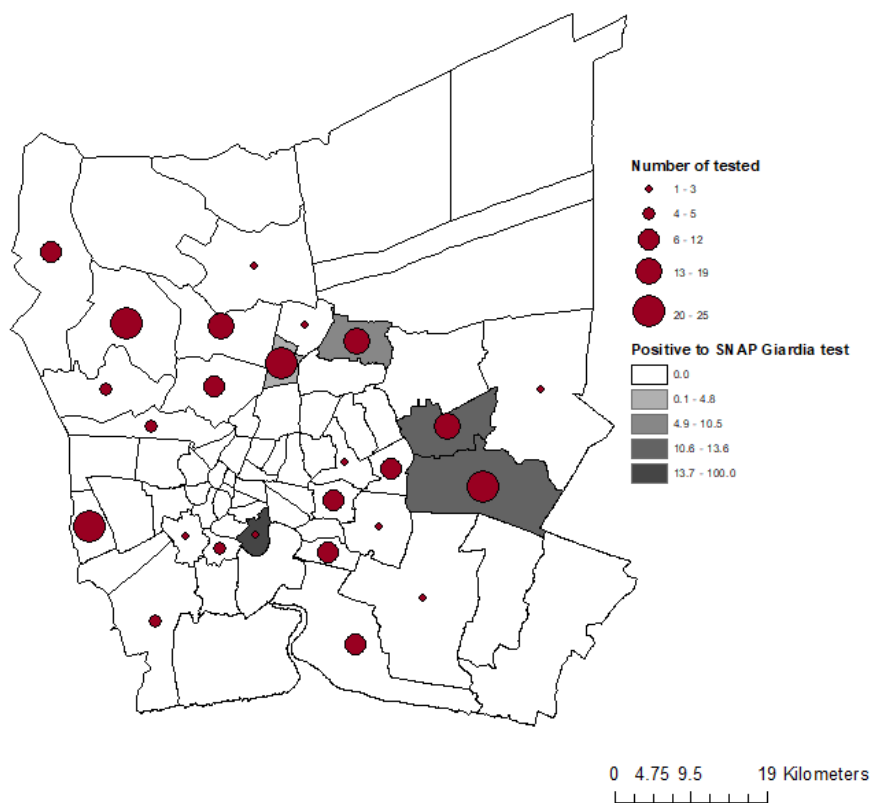 Number of tested
1 - 3
4 - 5
6 - 12
13 - 19
20 - 25
Positive to SNAP Giardia test
0.0
0.1 - 4.8
4.9 - 10.5
10.6 - 13.6
13.7 - 100.0
0 4.75 9.5 19 Kilometers